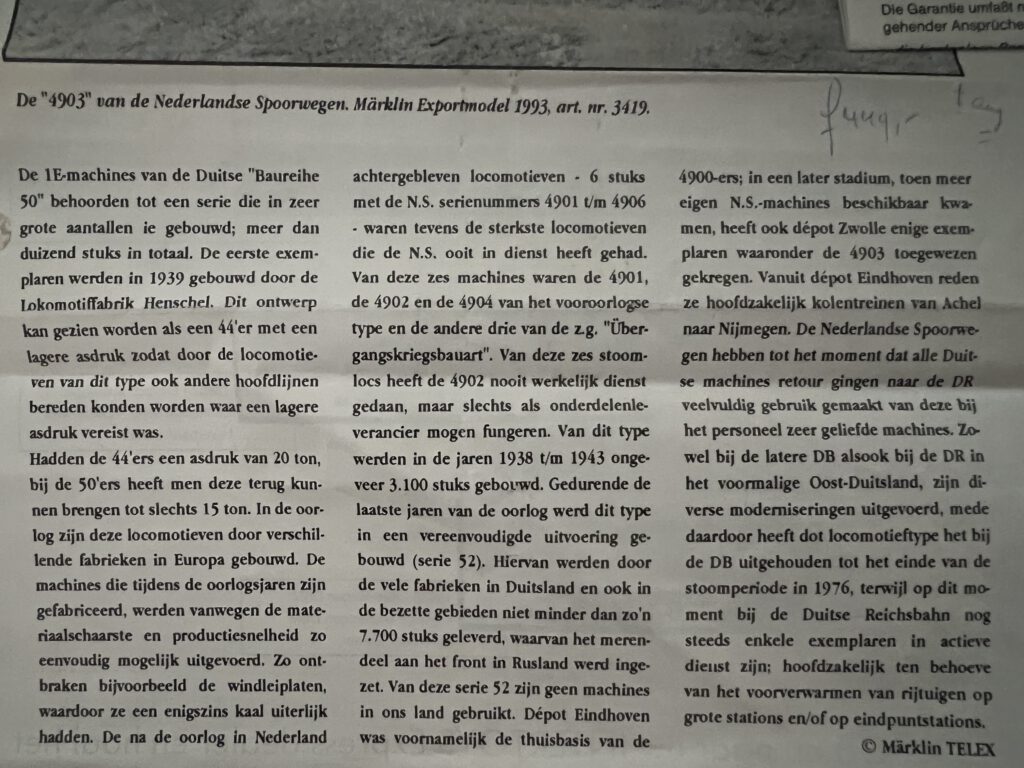 Die Garantie umfaßt
gehender Ansprüche
De "4903" van de Nederlandse Spoorwegen. Märklin Exportmodel 1993, art. nr. 3419.
De 1E-machines van de Duitse "Baureihe
50" behoorden tot een serie die in zeer
grote aantallen ie gebouwd; meer dan
duizend stuks in totaal. De eerste exem-
plaren werden in 1939 gebouwd door de
Lokomotiffabrik Henschel. Dit ontwerp
kan gezien worden als een 44'er met een
lagere asdruk zodat door de locomotie-
ven van dit type ook andere hoofdlijnen
bereden konden worden waar een lagere
asdruk vereist was.
Hadden de 44'ers een asdruk van 20 ton,
bij de 50'ers heeft men deze terug kun-
nen brengen tot slechts 15 ton. In de oor-
log zijn deze locomotieven door verschil-
lende fabrieken in Europa gebouwd. De
machines die tijdens de oorlogsjaren zijn
gefabriceerd, werden vanwege de mate-
riaalschaarste en productiesnelheid zo
eenvoudig mogelijk uitgevoerd. Zo ont-
braken bijvoorbeeld de windleiplaten,
waardoor ze een enigszins kaal uiterlijk
hadden. De na de oorlog in Nederland
achtergebleven locomotieven - 6 stuks
met de N.S. serienummers 4901 t/m 4906
- waren tevens de sterkste locomotieven
die de N.S. ooit in dienst heeft gehad.
Van deze zes machines waren de 4901,
de 4902 en de 4904 van het vooroorlogse
type en de andere drie van de z.g. "Über-
gangskriegsbauart". Van deze zes stoom-
locs heeft de 4902 nooit werkelijk dienst
gedaan, maar slechts als onderdelenle-
verancier mogen fungeren. Van dit type
werden in de jaren 1938 t/m 1943 onge-
veer 3.100 stuks gebouwd. Gedurende de
laatste jaren van de oorlog werd dit type
in een vereenvoudigde uitvoering ge-
bouwd (serie 52). Hiervan werden door
de vele fabrieken in Duitsland en ook in
de bezette gebieden niet minder dan zo'n
7.700 stuks geleverd, waarvan het meren-
deel aan het front in Rusland werd inge-
zet. Van deze serie 52 zijn geen machines
in ons land gebruikt. Dépot Eindhoven
was voornamelijk de thuisbasis van de
4900-ers; in een later stadium, toen meer
eigen N.S.-machines beschikbaar kwa-
men, heeft ook dépot Zwolle enige exem-
plaren waaronder de 4903 toegewezen
gekregen. Vanuit dépot Eindhoven reden
ze hoofdzakelijk kolentreinen van Achel
naar Nijmegen. De Nederlandse Spoorwe-
gen hebben tot het moment dat alle Duit-
se machines retour gingen naar de DR
veelvuldig gebruik gemaakt van deze bij
het personeel zeer geliefde machines. Zo-
wel bij de latere DB alsook bij de DR in
het voormalige Oost-Duitsland, zijn di-
verse moderniseringen uitgevoerd, mede
daardoor heeft dot locomotieftype het bij
de DB uitgehouden tot het einde van de
stoomperiode in 1976, terwijl op dit mo-
ment bij de Duitse Reichsbahn nog
steeds enkele exemplaren in actieve
dienst zijn; hoofdzakelijk ten behoeve
van het voorverwarmen van rijtuigen op
grote stations en/of op eindpuntstations.
© Märklin TELEX